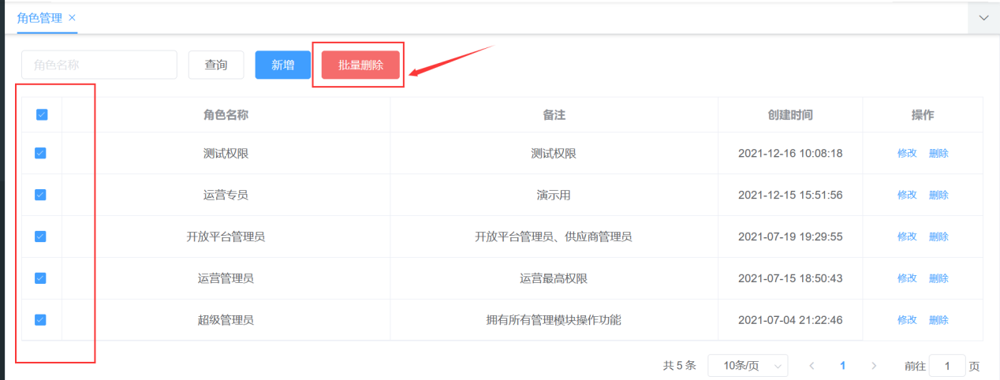 角色管理 ×
角色名称 查询 新增 批量删除
角色名称 备注 创建时间 操作
测试权限 测试权限 2021-12-16 10:08:18 修改 删除
运营专员 演示用 2021-12-15 15:51:56 修改 删除
开放平台管理员 开放平台管理员、供应商管理员 2021-07-19 19:29:55 修改 删除
运营管理员 运营最高权限 2021-07-15 18:50:43 修改 删除
超级管理员 拥有所有管理模块操作功能 2021-07-04 21:22:46 修改 删除
共 5 条 10条/页 1 前往 1 页